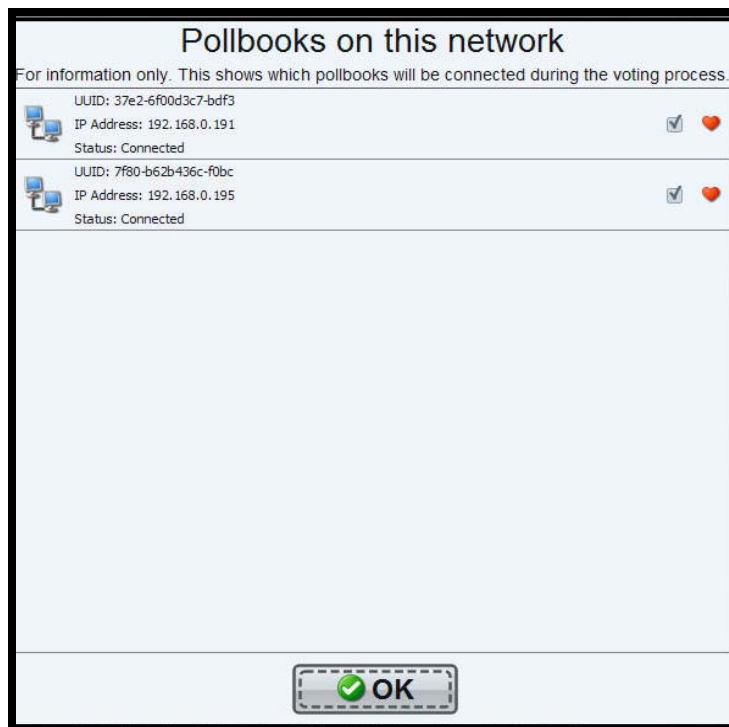 Pollbooks on this network
For information only. This shows which pollbooks will be connected during the voting process.
UUID: 37e2-6f00d3c7-bdf3
IP Address: 192.168.0.191
Status: Connected
UUID: 7f80-b62b436c-f0bc
IP Address: 192.168.0.195
Status: Connected
OK